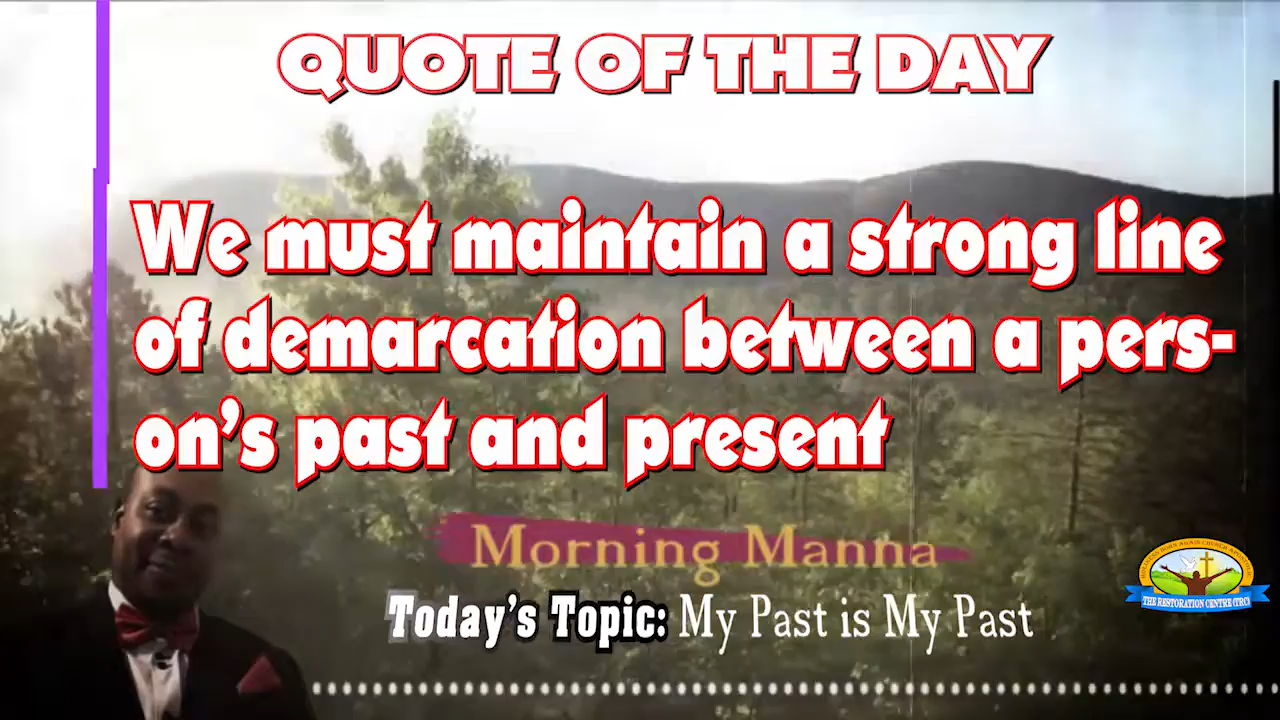 QUOTE OF THE DAY
We must maintain a strong line
of demarcation between a pers-
on's past and present
Morning Manna
Today's Topic: My Past is My Past
THE RESTORATION CENTRE (TRC)